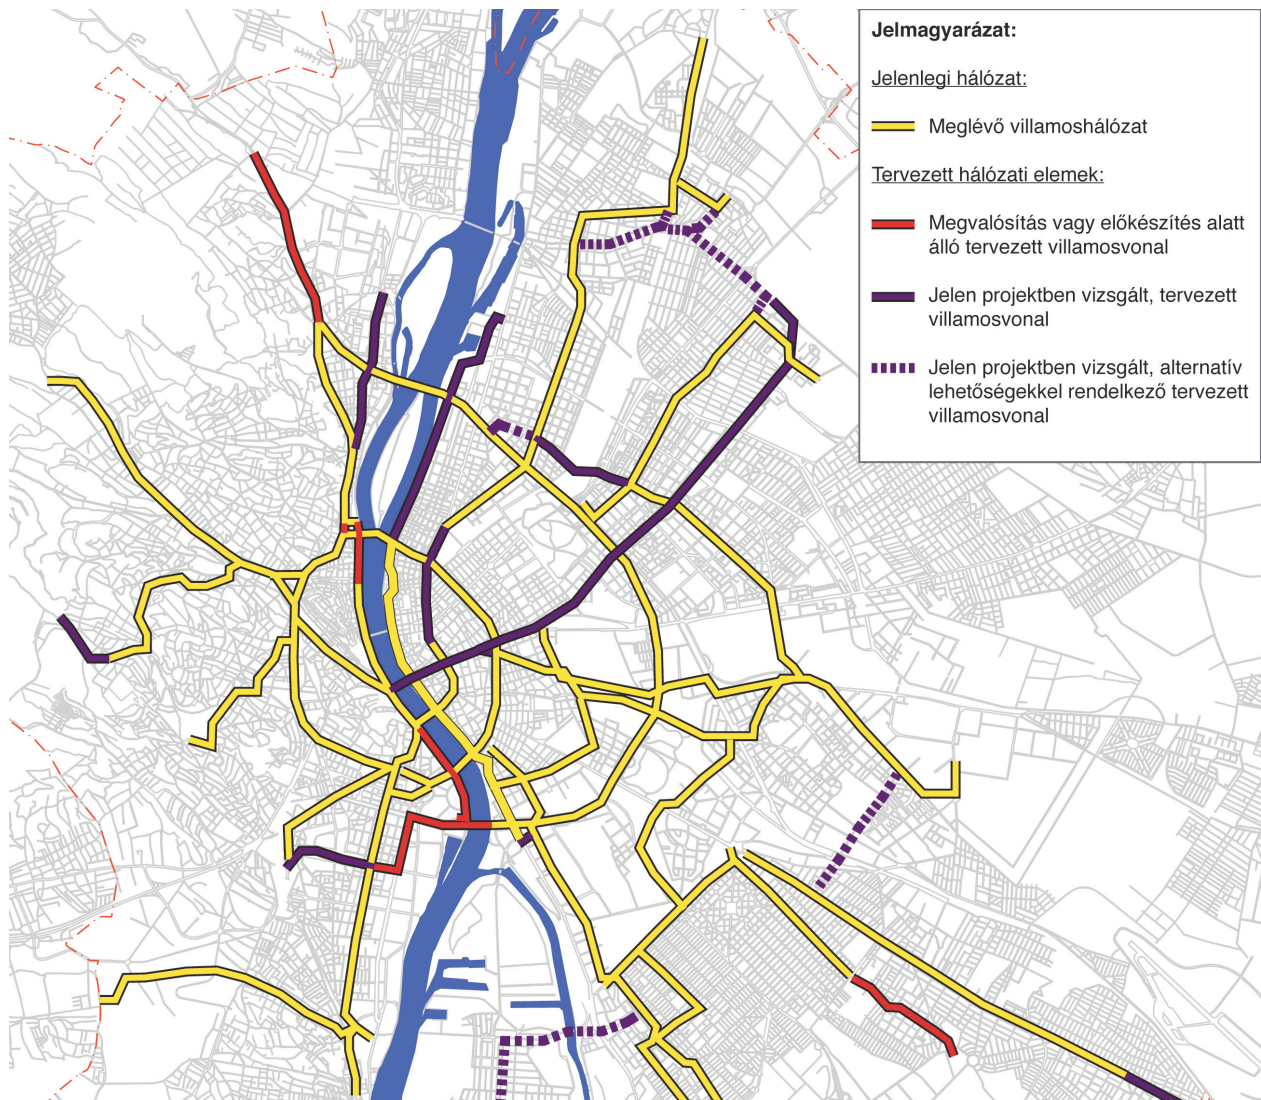 Jelmagyarázat:
Jelenlegi hálózat:
Meglévő villamoshálózat
Tervezett hálózati elemek:
Megvalósítás vagy előkészítés alatt
álló tervezett villamosvonal
Jelen projektben vizsgált, tervezett
villamosvonal
Jelen projektben vizsgált, alternatív
lehetőségekkel rendelkező tervezett
villamosvonal